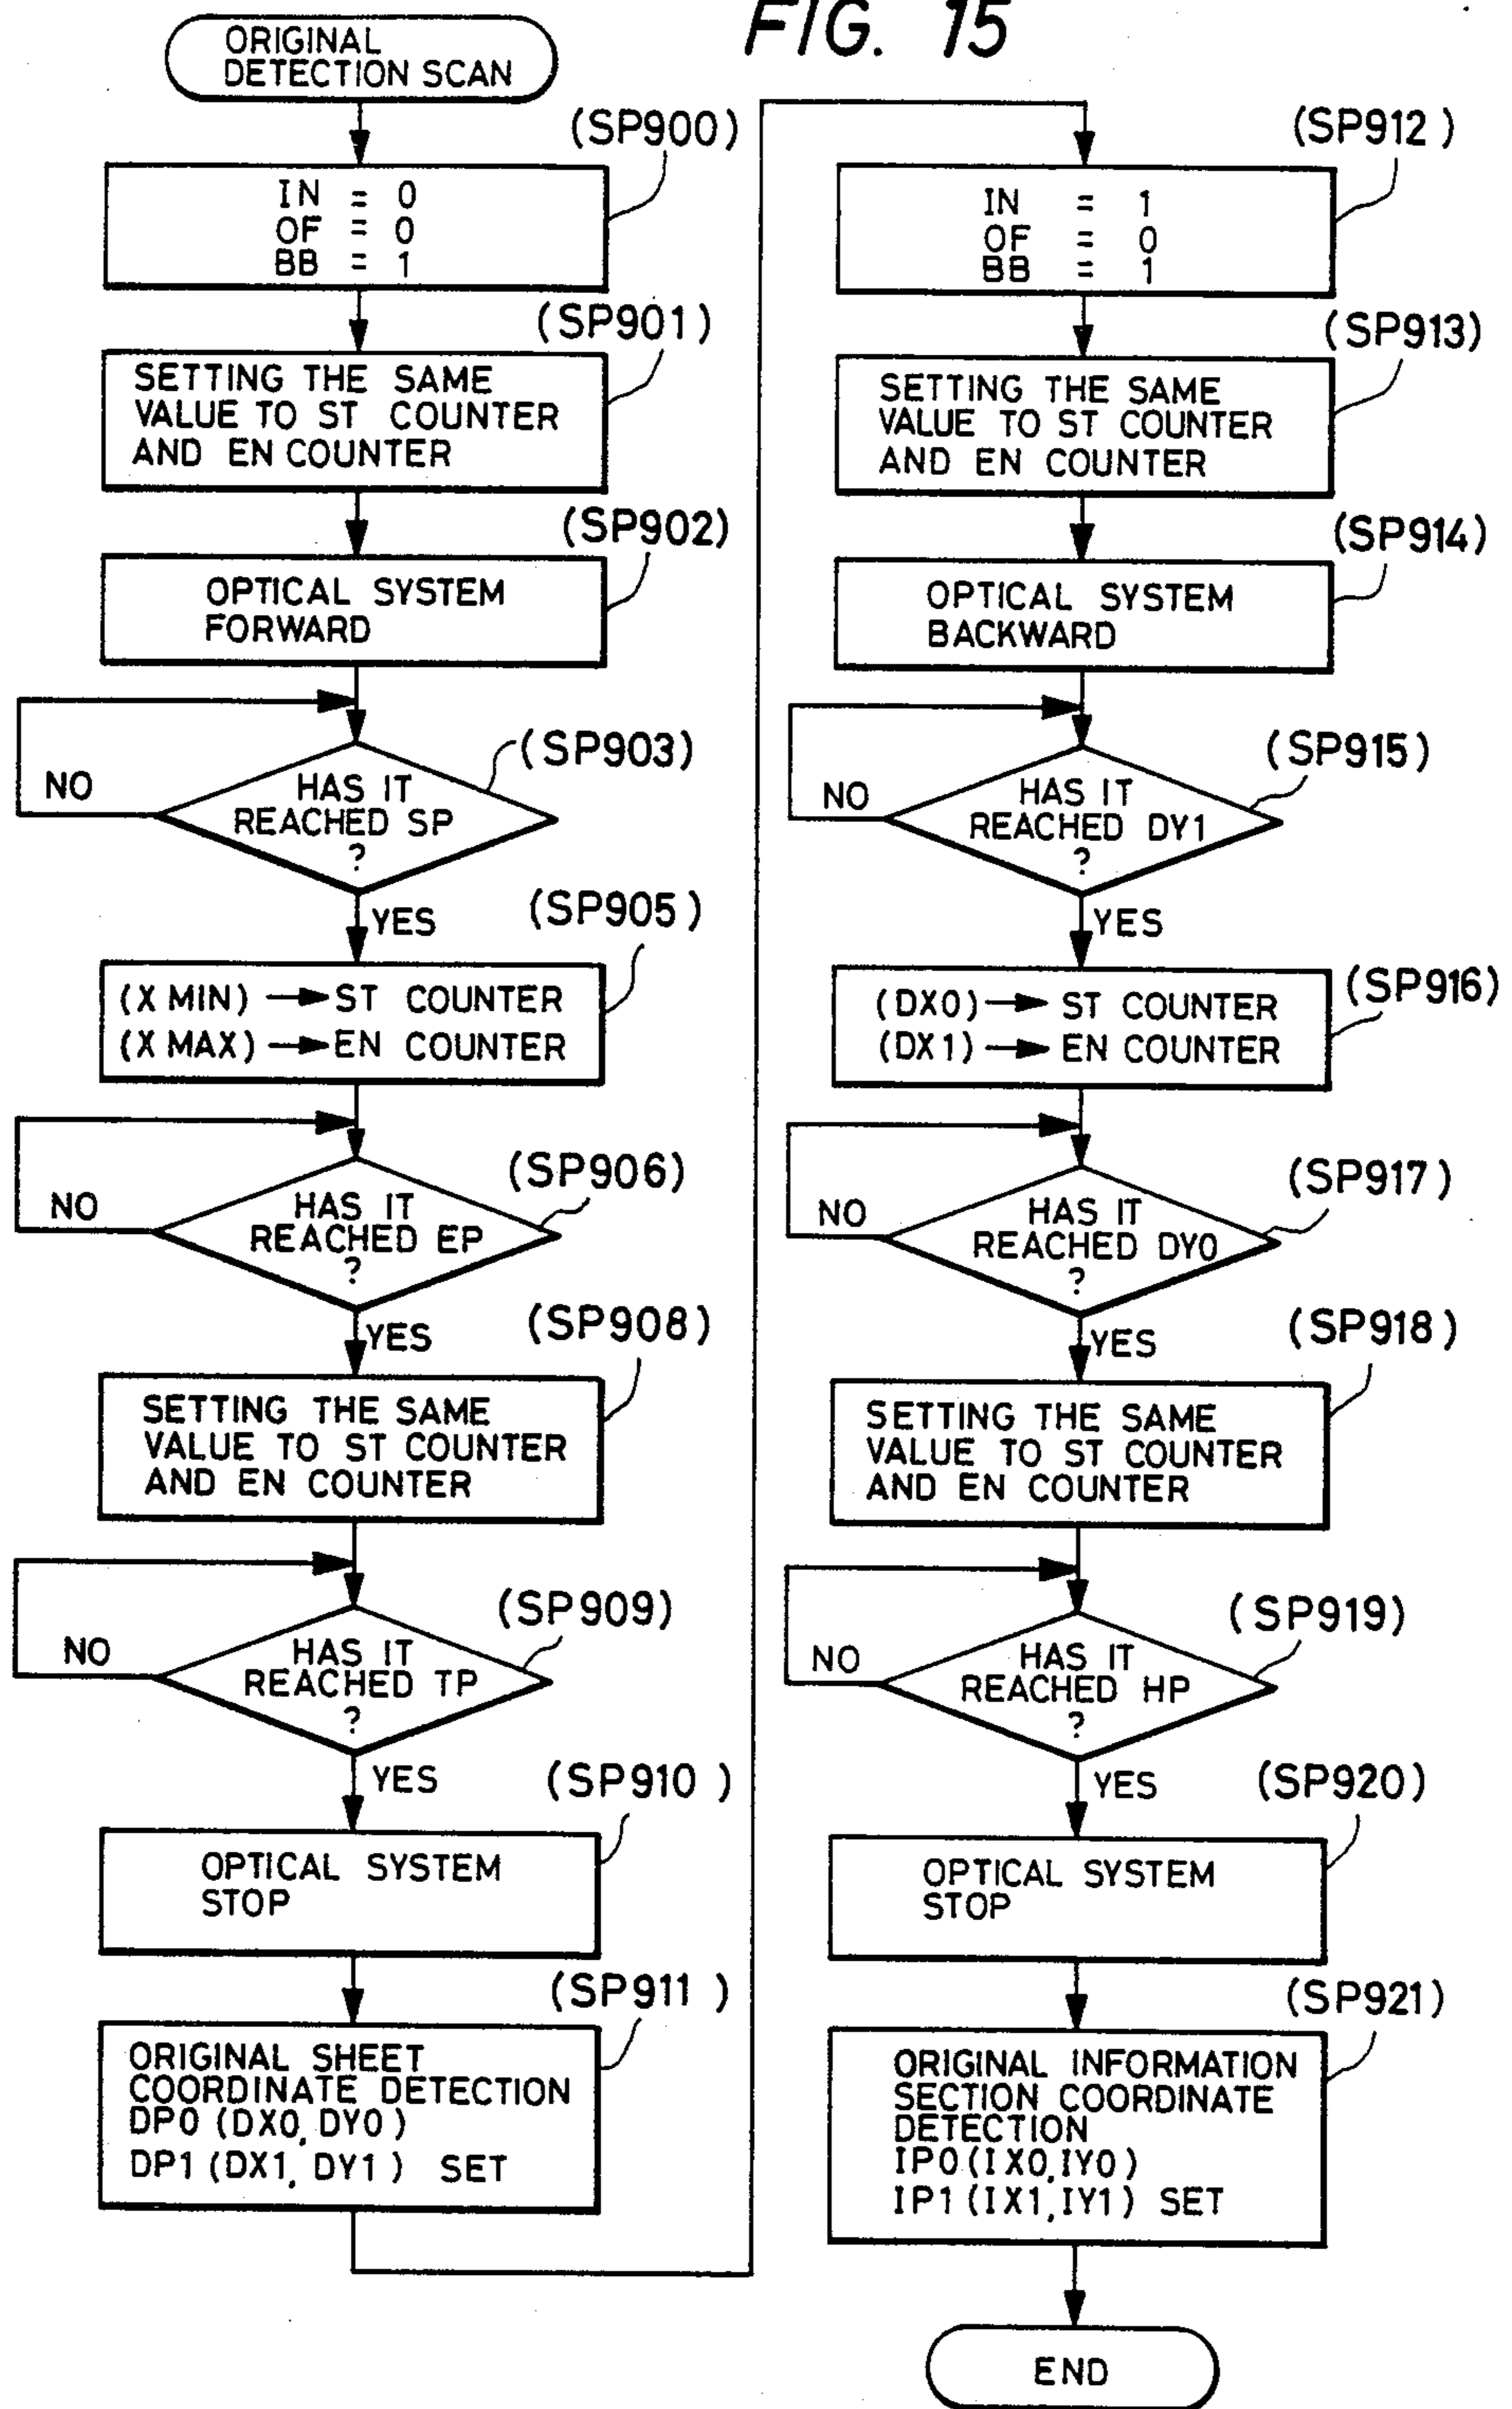 FIG. 15
ORIGINAL
DETECTION SCAN
(SP900)
IN = 0
OF = 0
BB = 1
(SP901)
SETTING THE SAME
VALUE TO ST COUNTER
AND EN COUNTER
(SP902)
OPTICAL SYSTEM
FORWARD
(SP903)
HAS IT
REACHED SP
?
NO
YES
(SP905)
(X MIN) → ST COUNTER
(X MAX) → EN COUNTER
(SP906)
HAS IT
REACHED EP
?
NO
YES
(SP908)
SETTING THE SAME
VALUE TO ST COUNTER
AND EN COUNTER
(SP909)
HAS IT
REACHED TP
?
NO
YES
(SP910)
OPTICAL SYSTEM
STOP
(SP911)
ORIGINAL SHEET
COORDINATE DETECTION
DP0 (DX0, DY0)
DP1 (DX1, DY1) SET
(SP912)
IN = 1
OF = 0
BB = 1
(SP913)
SETTING THE SAME
VALUE TO ST COUNTER
AND EN COUNTER
(SP914)
OPTICAL SYSTEM
BACKWARD
(SP915)
HAS IT
REACHED DY1
?
NO
YES
(SP916)
(DX0) → ST COUNTER
(DX1) → EN COUNTER
(SP917)
HAS IT
REACHED DY0
?
NO
YES
(SP918)
SETTING THE SAME
VALUE TO ST COUNTER
AND EN COUNTER
(SP919)
HAS IT
REACHED HP
?
NO
YES
(SP920)
OPTICAL SYSTEM
STOP
(SP921)
ORIGINAL INFORMATION
SECTION COORDINATE
DETECTION
IP0 (IX0, IY0)
IP1 (IX1, IY1) SET
END